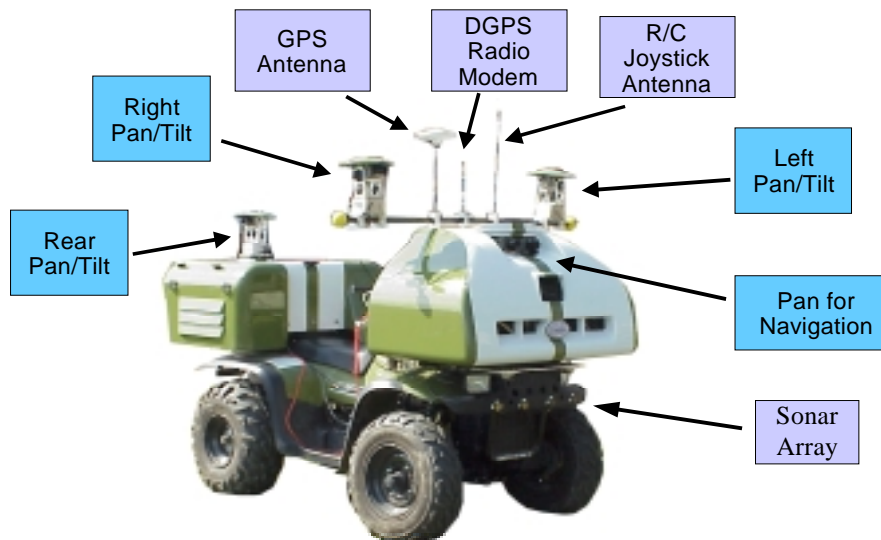 GPS
Antenna
DGPS
Radio
Modem
R/C
Joystick
Antenna
Right
Pan/Tilt
Left
Pan/Tilt
Rear
Pan/Tilt
Pan for
Navigation
Sonar
Array